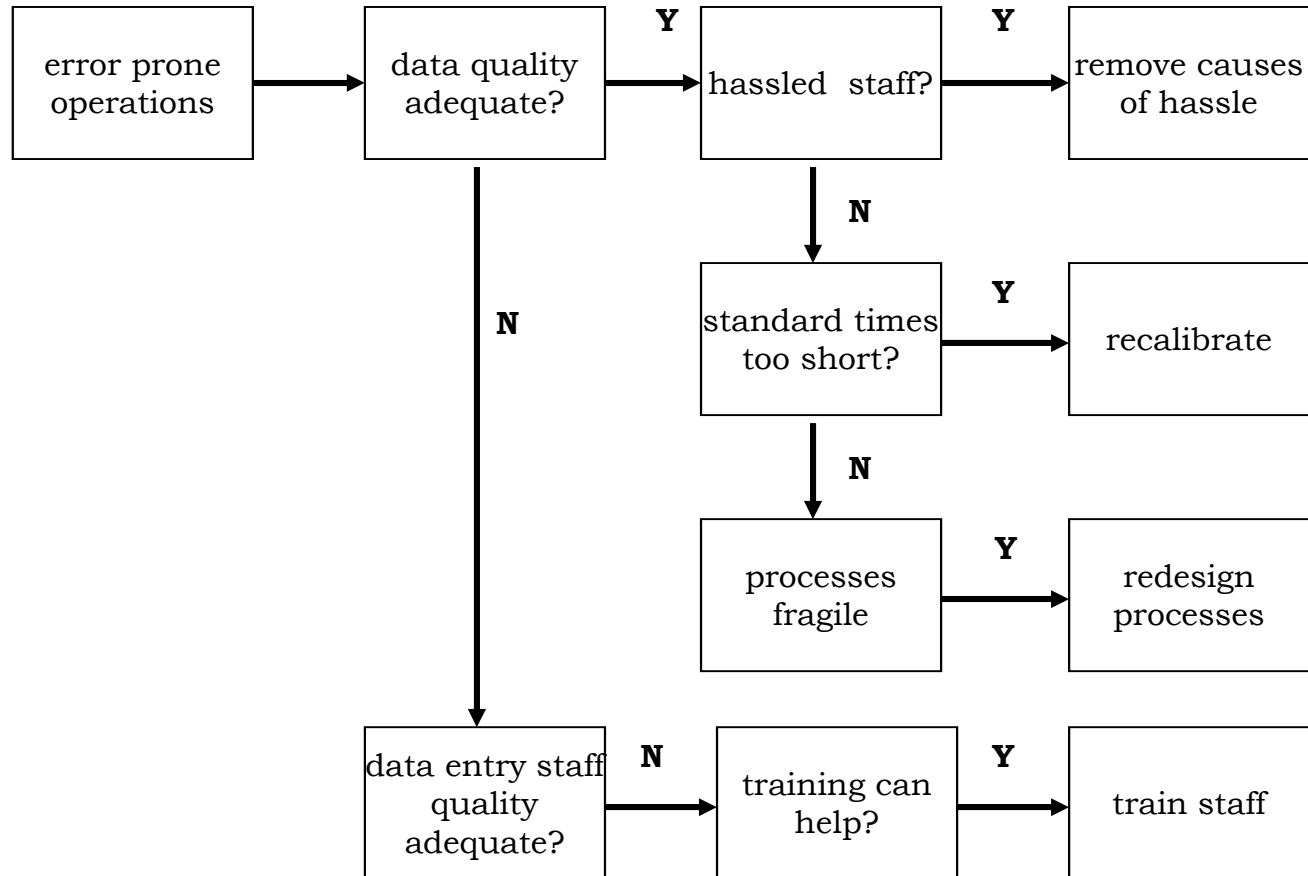 error prone
operations
data quality
adequate?
Y
hassled staff?
Y
remove causes
of hassle
N
N
standard times
too short?
Y
recalibrate
N
processes
fragile
Y
redesign
processes
data entry staff
quality
adequate?
N
training can
help?
Y
train staff